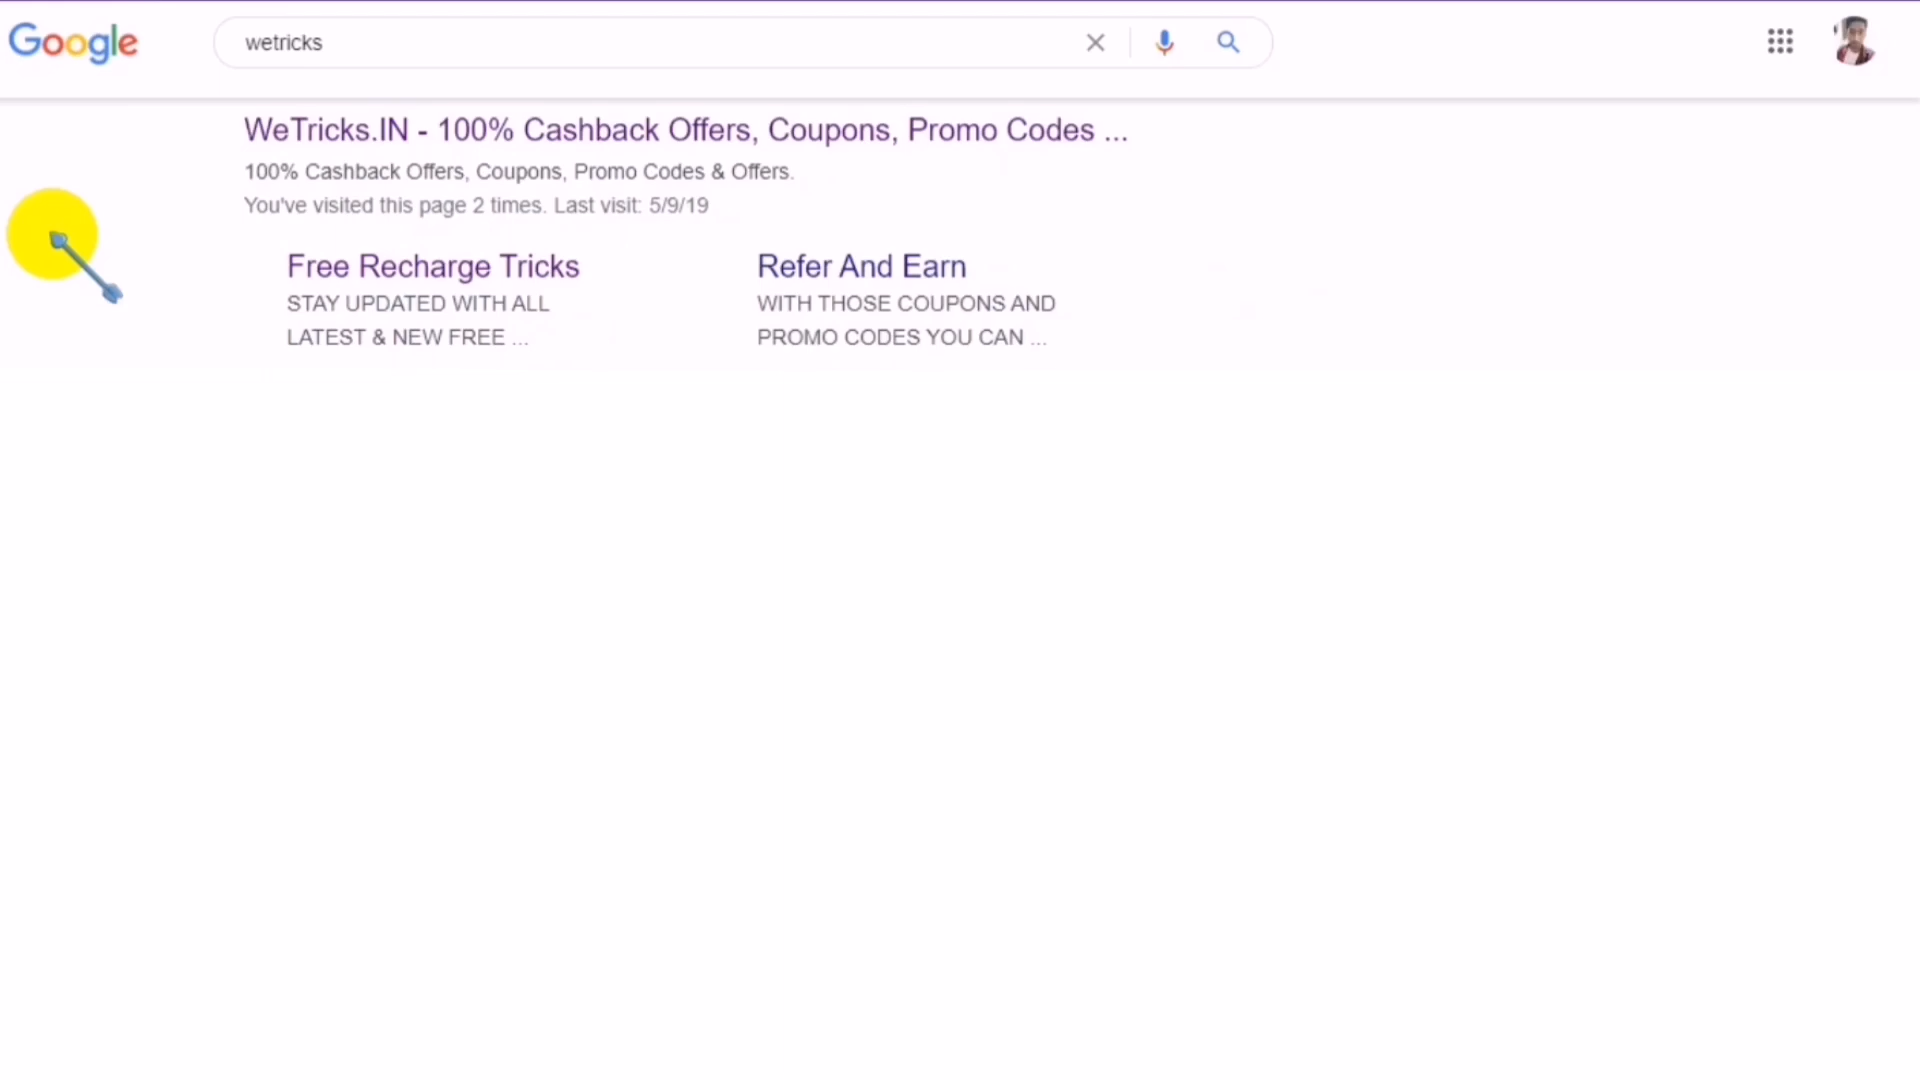 Google
wetricks
WeTricks.IN - 100% Cashback Offers, Coupons, Promo Codes ...
100% Cashback Offers, Coupons, Promo Codes & Offers.
You've visited this page 2 times. Last visit: 5/9/19
Free Recharge Tricks
STAY UPDATED WITH ALL
LATEST & NEW FREE ...
Refer And Earn
WITH THOSE COUPONS AND
PROMO CODES YOU CAN ...